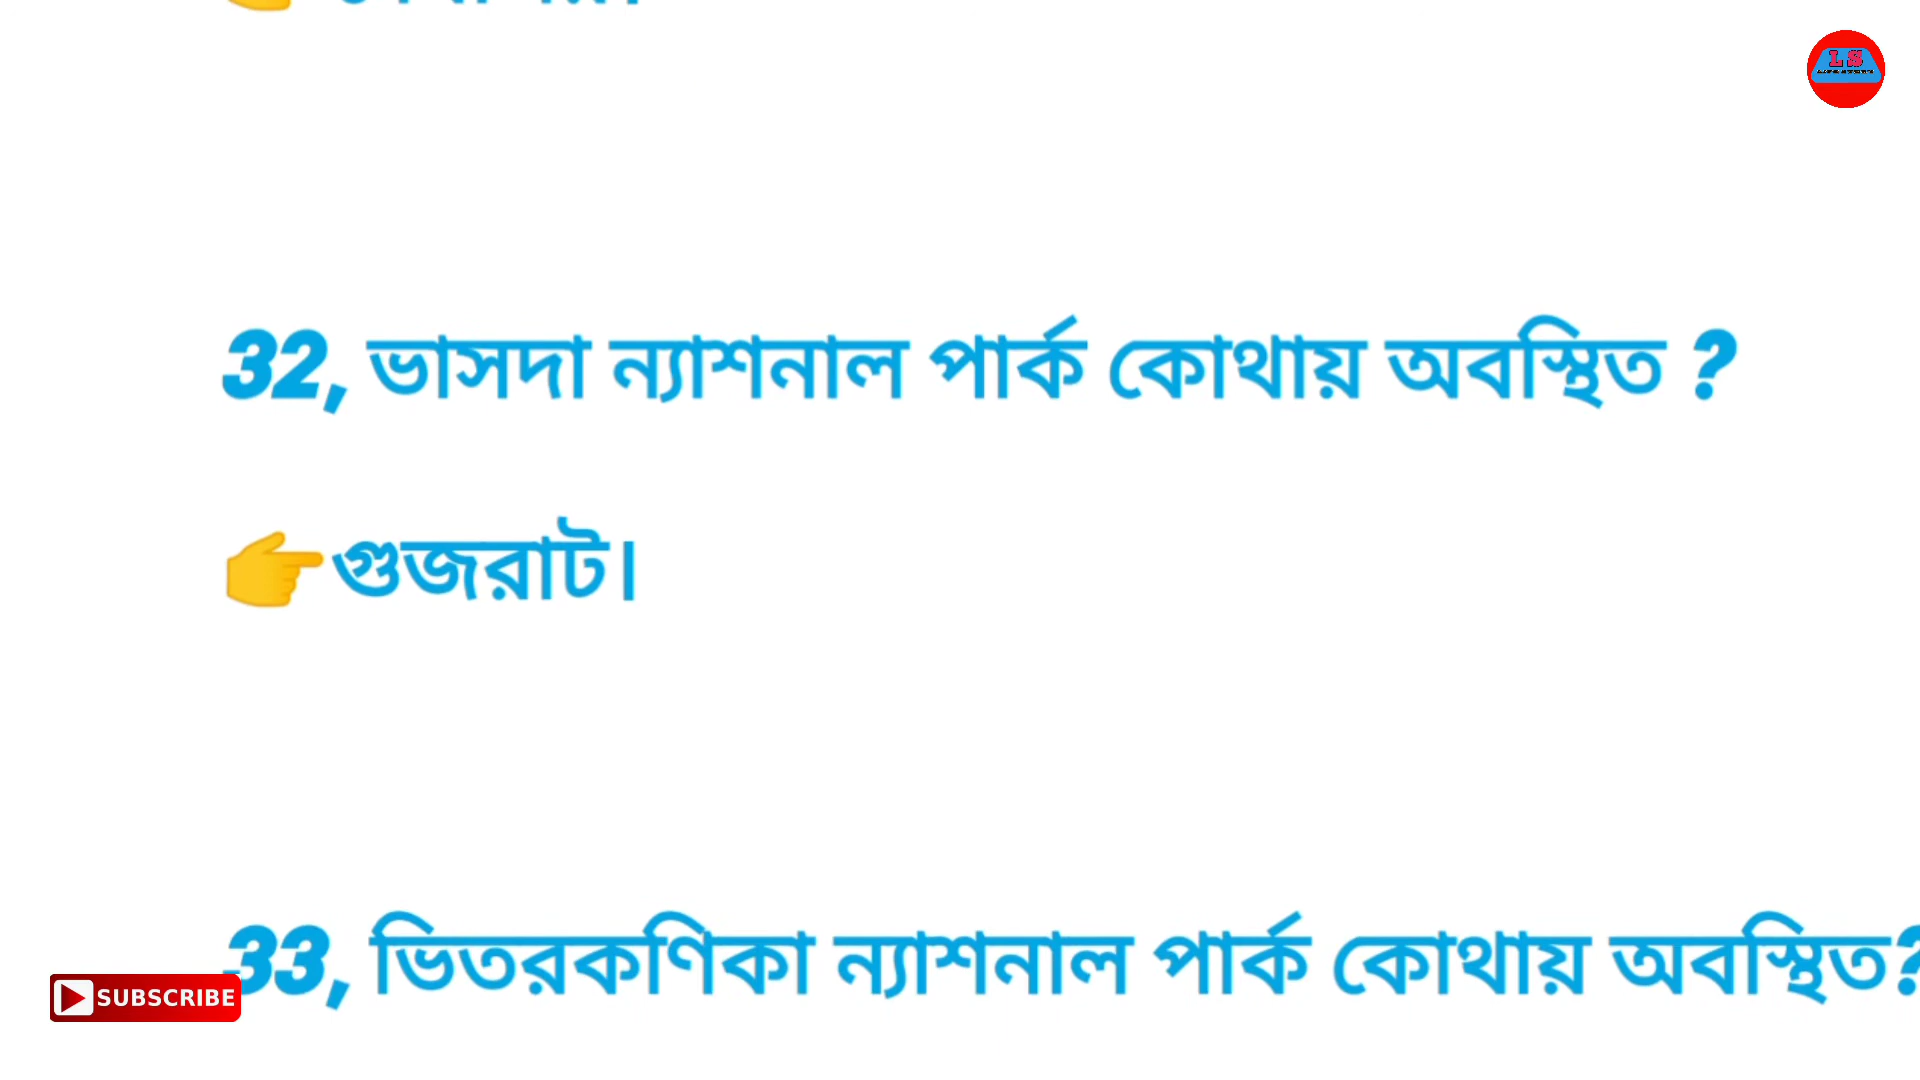 L S
32, ভাসদা ন্যাশনাল পার্ক কোথায় অবস্থিত ?
👉গুজরাট।
33, ভিতরকণিকা ন্যাশনাল পার্ক কোথায় অবস্থিত?
SUBSCRIBE